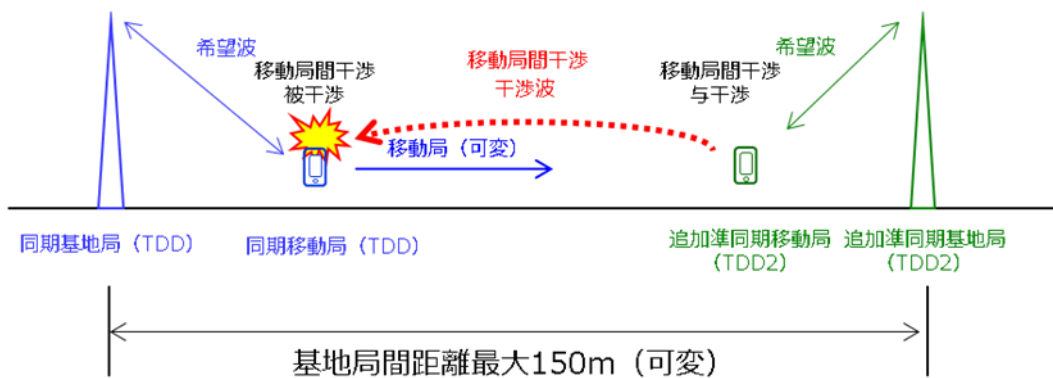 希望波
移動局間干渉
被干渉
移動局間干渉
干渉波
移動局間干渉
与干渉
希望波
移動局（可変）
同期基地局（TDD）
同期移動局（TDD）
追加準同期移動局
（TDD2）
追加準同期基地局
（TDD2）
基地局間距離最大150m（可変）